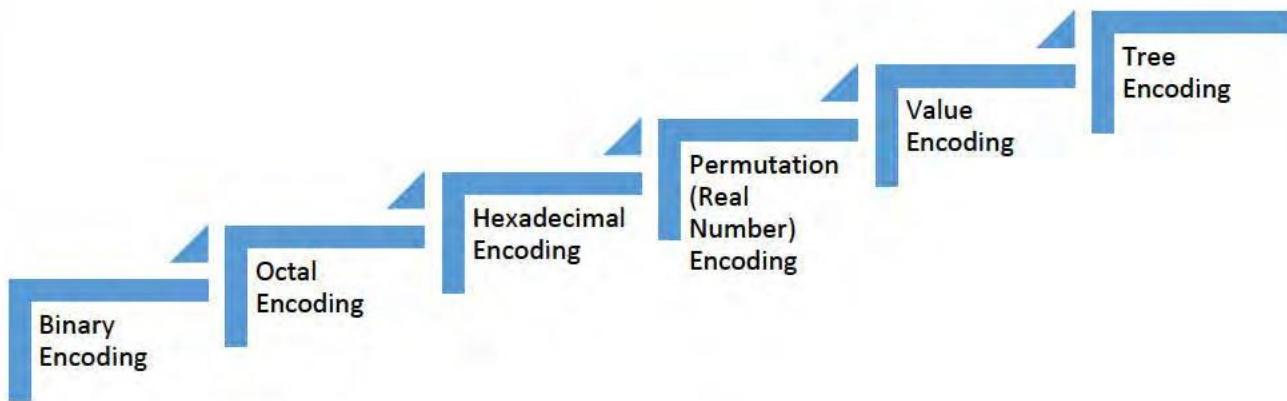 Binary
Encoding
Octal
Encoding
Hexadecimal
Encoding
Permutation
(Real
Number)
Encoding
Value
Encoding
Tree
Encoding